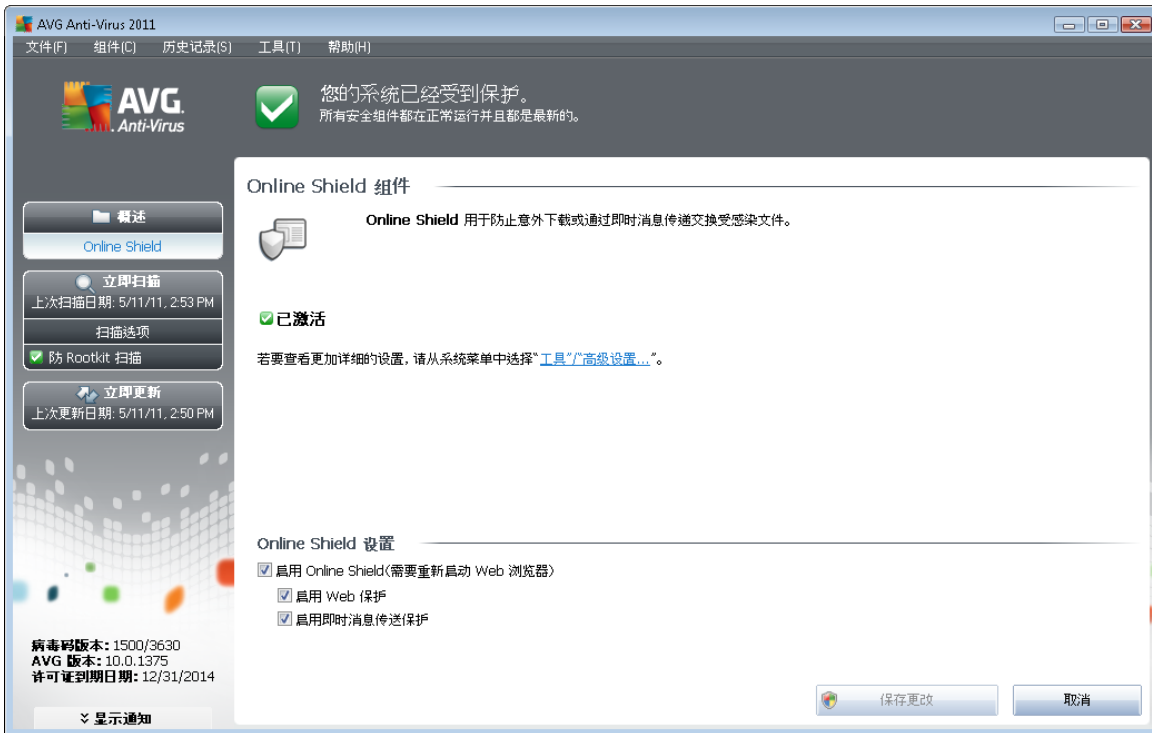 AVG Anti-Virus 2011
文件(F) 组件(C) 历史记录(S) 工具(T) 帮助(H)
AVG.
Anti-Virus
您的系统已经受到保护。
所有安全组件都在正常运行并且都是最新的。
概述
Online Shield
立即扫描
上次扫描日期: 5/11/11, 2:53 PM
扫描选项
防 Rootkit 扫描
立即更新
上次更新日期: 5/11/11, 2:50 PM
病毒码版本: 1500/3630
AVG 版本: 10.0.1375
许可证到期日期: 12/31/2014
显示通知
Online Shield 组件
Online Shield 用于防止意外下载或通过即时消息传递交换受感染文件。
已激活
若要查看更加详细的设置, 请从系统菜单中选择“工具”/“高级设置...”。
Online Shield 设置
启用 Online Shield(需要重新启动 Web 浏览器)
启用 Web 保护
启用即时消息传送保护
保存更改
取消